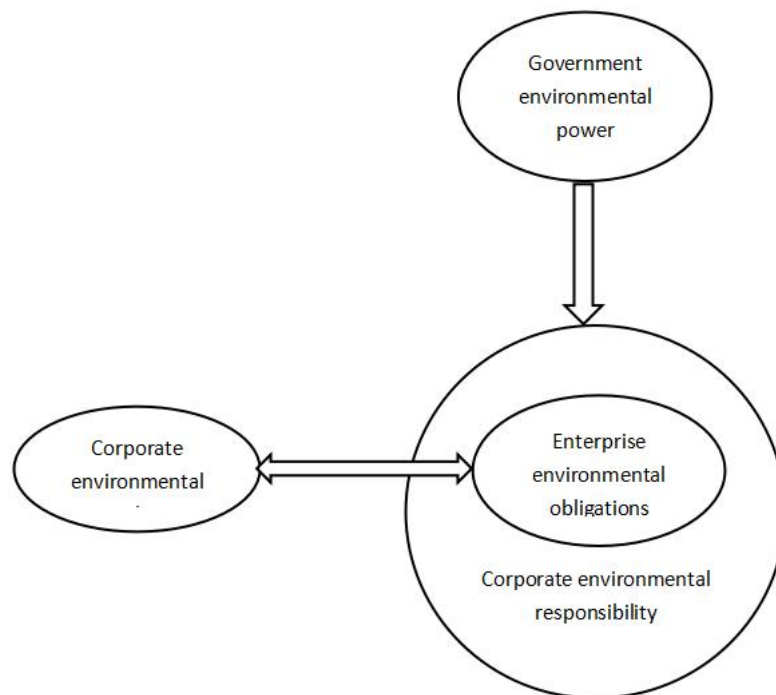 Government
environmental
power
Corporate
environmental
Enterprise
environmental
obligations
Corporate environmental
responsibility